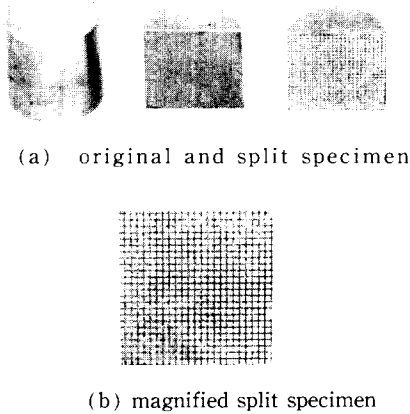 (a) original and split specimen
(b) magnified split specimen